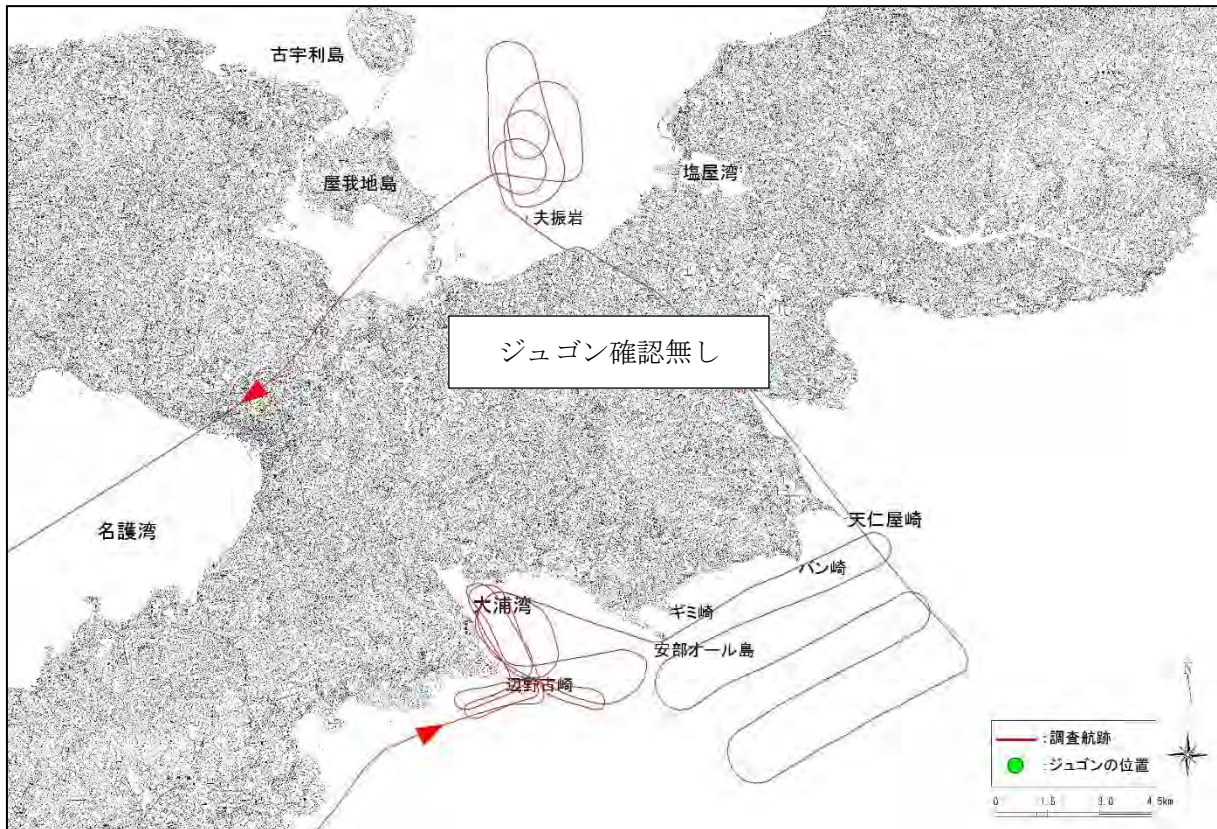 古宇利島
屋我地島
塩屋湾
夫振岩
ジュゴン確認無し
名護湾
天仁屋崎
バン崎
大浦湾
ギミ崎
安部オール島
辺野古崎
N
:調査航跡
:ジュゴンの位置
0 1.5 3.0 4.5km